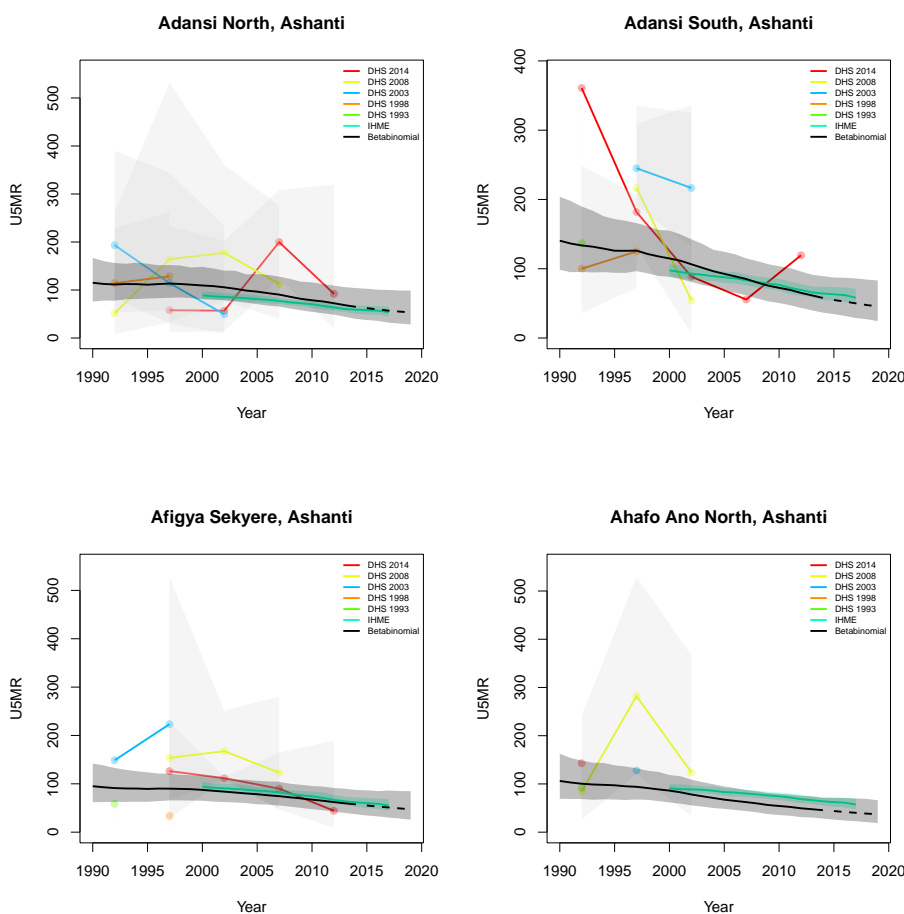 Adansi North, Ashanti
U5MR
0 100 200 300 400 500
DHS 2014
DHS 2008
DHS 2003
DHS 1998
DHS 1993
IHME
Betabinomial
1990 1995 2000 2005 2010 2015 2020
Year
Adansi South, Ashanti
U5MR
0 100 200 300 400
DHS 2014
DHS 2008
DHS 2003
DHS 1998
DHS 1993
IHME
Betabinomial
1990 1995 2000 2005 2010 2015 2020
Year
Afigya Sekyere, Ashanti
U5MR
0 100 200 300 400 500
DHS 2014
DHS 2008
DHS 2003
DHS 1998
DHS 1993
IHME
Betabinomial
1990 1995 2000 2005 2010 2015 2020
Year
Ahafo Ano North, Ashanti
U5MR
0 100 200 300 400 500
DHS 2014
DHS 2008
DHS 2003
DHS 1998
DHS 1993
IHME
Betabinomial
1990 1995 2000 2005 2010 2015 2020
Year